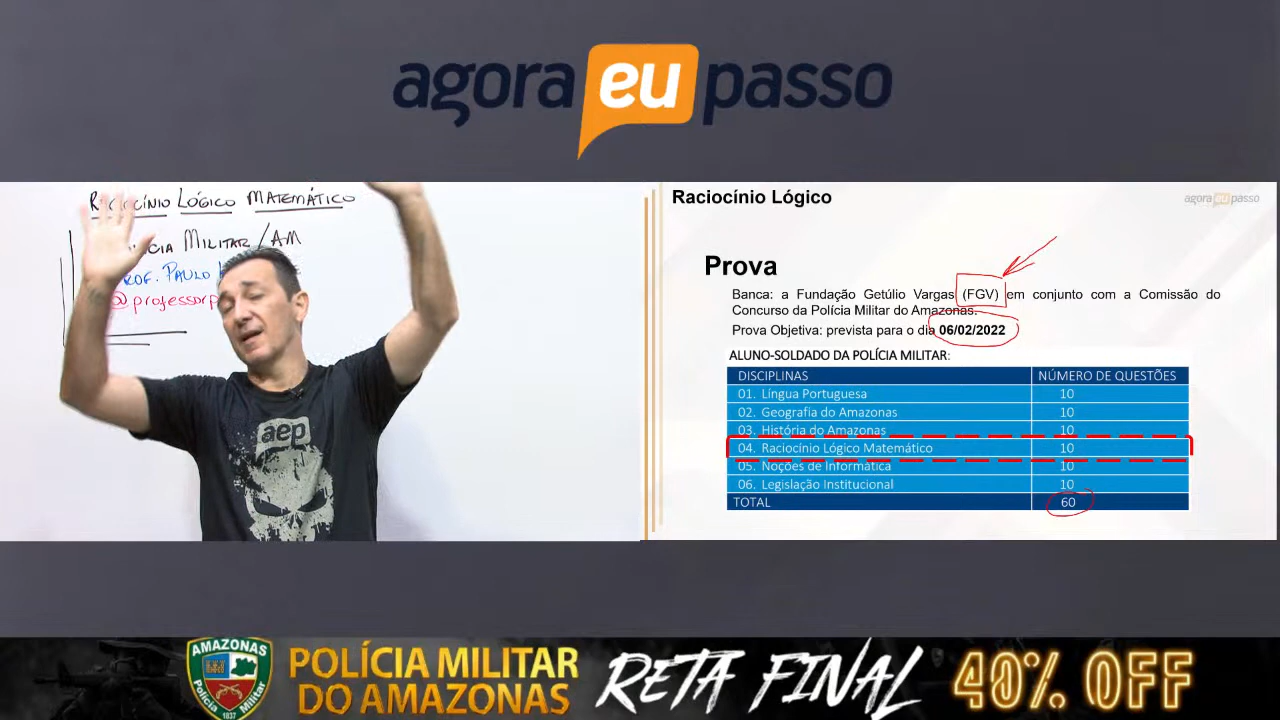 agora eu passo
RACIOCÍNIO LÓGICO MATEMÁTICO
MILITAR / AM
PROF. PAULO
@professorp
aep
Raciocínio Lógico
agora eu passo
Prova
Banca: a Fundação Getúlio Vargas (FGV) em conjunto com a Comissão do
Concurso da Polícia Militar do Amazonas.
Prova Objetiva: prevista para o dia 06/02/2022
ALUNO-SOLDADO DA POLÍCIA MILITAR:
DISCIPLINAS NÚMERO DE QUESTÕES
01. Língua Portuguesa 10
02. Geografia do Amazonas 10
03. História do Amazonas 10
04. Raciocínio Lógico Matemático 10
05. Noções de Informática 10
06. Legislação Institucional 10
TOTAL 60
AMAZONAS
Polícia Militar
1837
POLÍCIA MILITAR
DO AMAZONAS
RETA FINAL
40% OFF